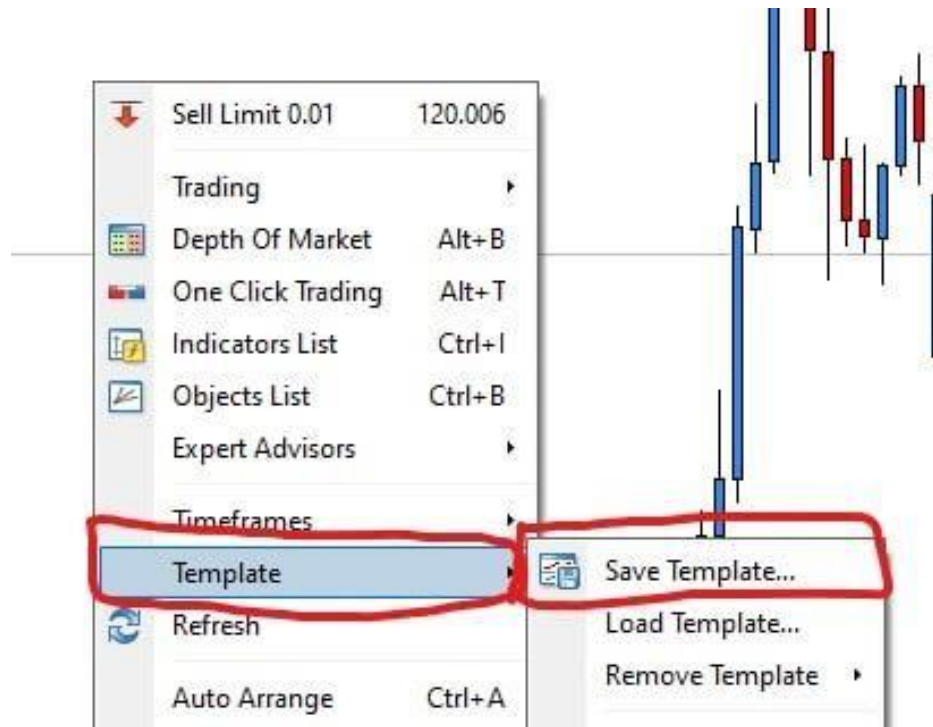 Sell Limit 0.01 120.006
Trading
Depth Of Market Alt+B
One Click Trading Alt+T
Indicators List Ctrl+I
Objects List Ctrl+B
Expert Advisors
Timeframes
Template
Save Template...
Refresh
Load Template...
Remove Template
Auto Arrange Ctrl+A